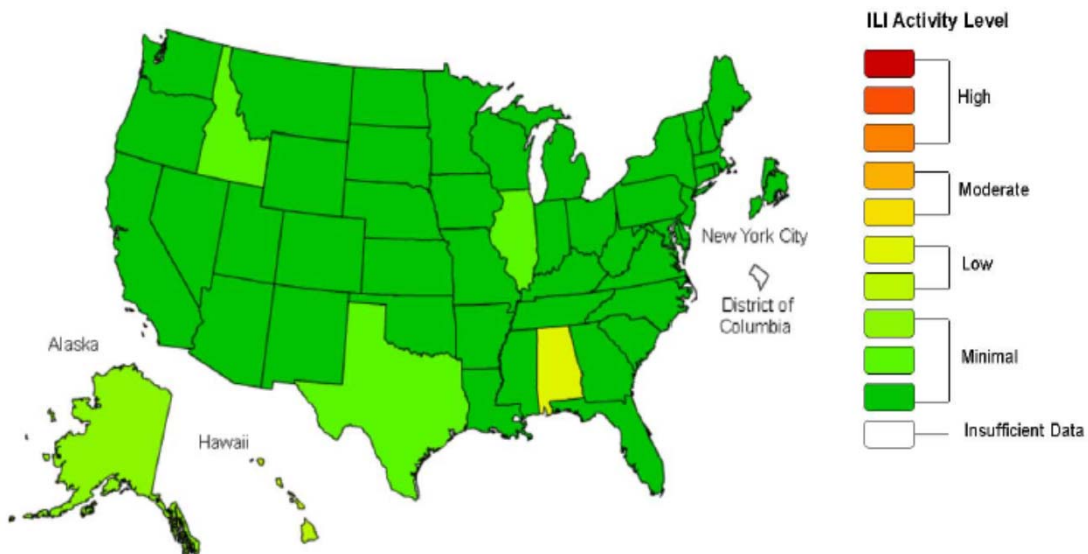 ILI Activity Level
High
Moderate
Low
Minimal
Insufficient Data
New York City
District of
Columbia
Alaska
Hawaii